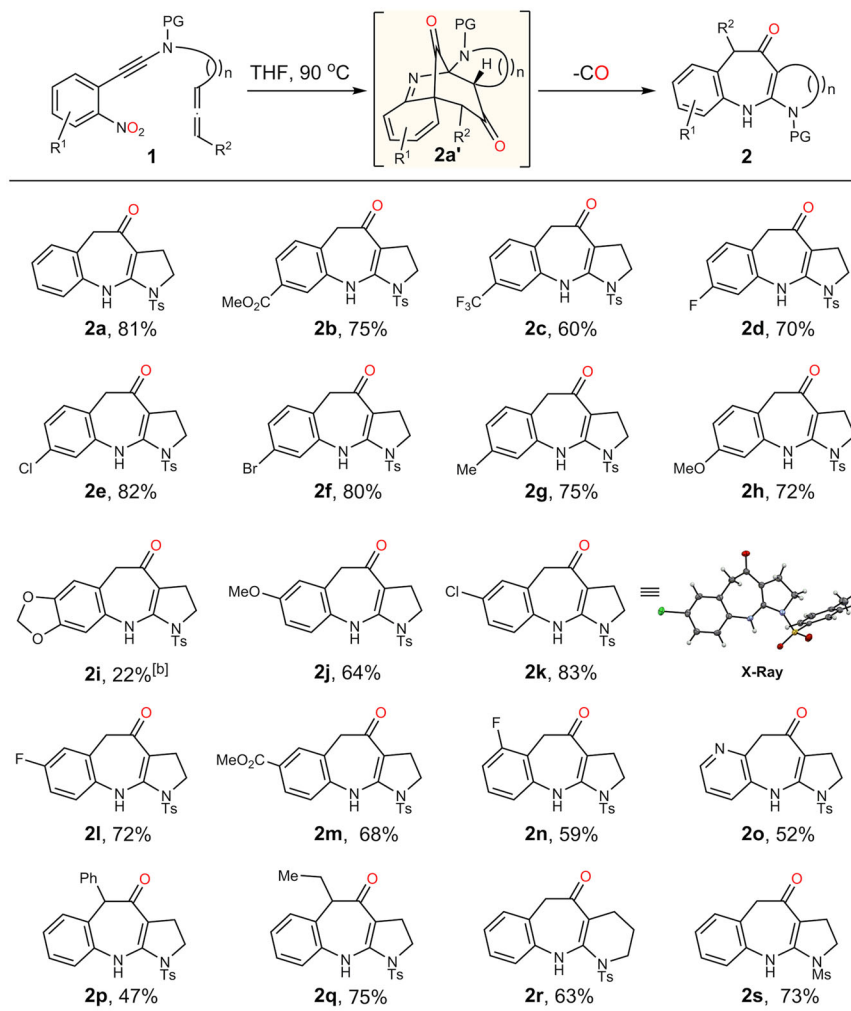 PG
N
( )n
NO₂
R¹
R²
1
THF, 90 °C
O
PG
N
H
( )n
N
R²
R¹
O
2a'
-CO
R²
O
( )n
N
H
N
PG
R¹
2
O
N
H
N
Ts
2a, 81%
O
MeO₂C
N
H
N
Ts
2b, 75%
O
F₃C
N
H
N
Ts
2c, 60%
O
F
N
H
N
Ts
2d, 70%
O
Cl
N
H
N
Ts
2e, 82%
O
Br
N
H
N
Ts
2f, 80%
O
Me
N
H
N
Ts
2g, 75%
O
MeO
N
H
N
Ts
2h, 72%
O
O
O
N
H
N
Ts
2i, 22%[b]
O
MeO
N
H
N
Ts
2j, 64%
O
Cl
N
H
N
Ts
2k, 83%
X-Ray
O
F
N
H
N
Ts
2l, 72%
O
MeO₂C
N
H
N
Ts
2m, 68%
F
O
N
H
N
Ts
2n, 59%
O
N
N
H
N
Ts
2o, 52%
Ph
O
N
H
N
Ts
2p, 47%
Me
O
N
H
N
Ts
2q, 75%
O
N
H
N
Ts
2r, 63%
O
N
H
N
Ms
2s, 73%